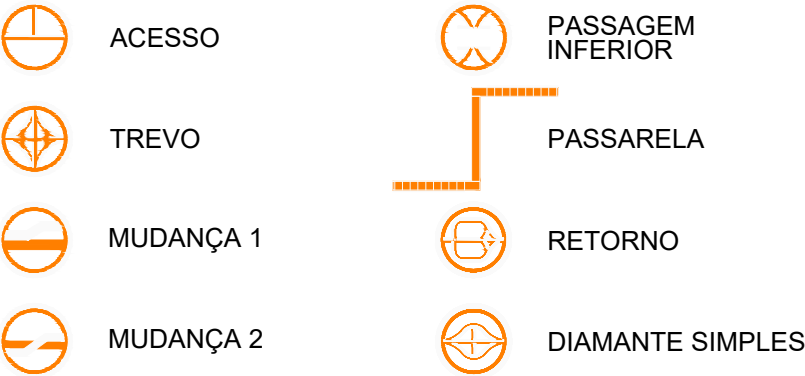 ACESSO
TREVO
MUDANÇA 1
MUDANÇA 2
PASSAGEM
INFERIOR
PASSARELA
RETORNO
DIAMANTE SIMPLES